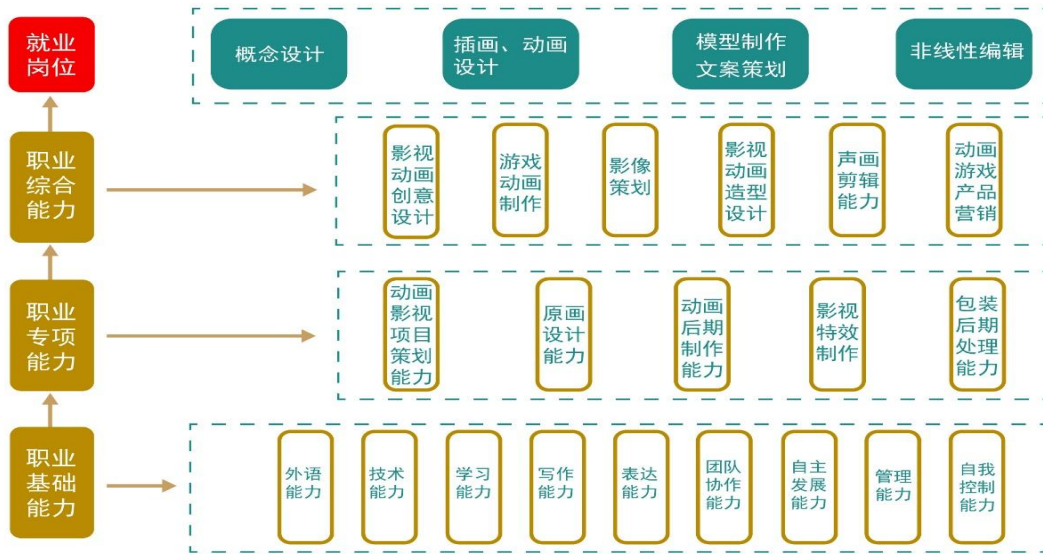 就业
岗位
概念设计
插画、动画
设计
模型制作
文案策划
非线性编辑
职业
综合
能力
影视
动画
创意
设计
游戏
动画
制作
影像
策划
影视
动画
造型
设计
声画
剪辑
能力
动画
游戏
产品
营销
职业
专项
能力
动画
影视
项目
策划
能力
原画
设计
能力
动画
后期
制作
能力
影视
特效
制作
包装
后期
处理
能力
职业
基础
能力
外语
能力
技术
能力
学习
能力
写作
能力
表达
能力
团队
协作
能力
自主
发展
能力
管理
能力
自我
控制
能力